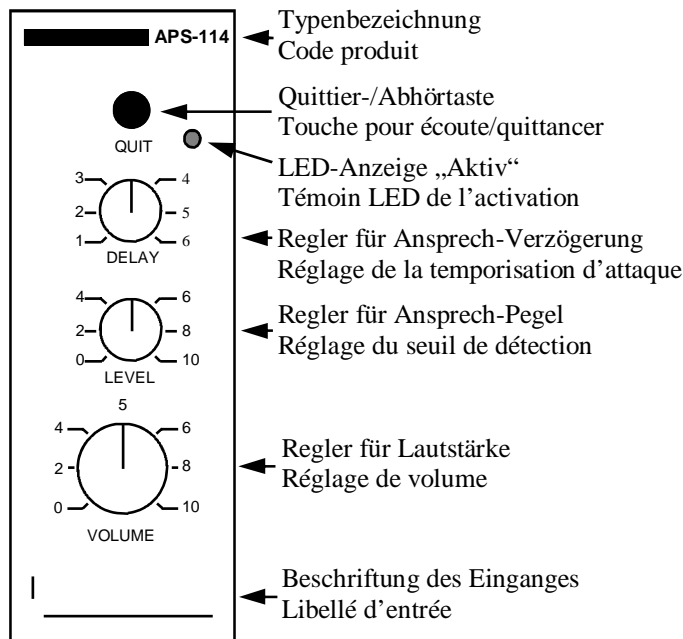 APS-114
Typenbezeichnung
Code produit
QUIT
Quittier-/Abhörtaste
Touche pour écoute/quittancer
LED-Anzeige „Aktiv“
Témoin LED de l’activation
3 4
2 5
1 6
DELAY
Regler für Ansprech-Verzögerung
Réglage de la temporisation d’attaque
4 6
2 8
0 10
LEVEL
Regler für Ansprech-Pegel
Réglage du seuil de détection
5
4 6
2 8
0 10
VOLUME
Regler für Lautstärke
Réglage de volume
Beschriftung des Einganges
Libellé d’entrée